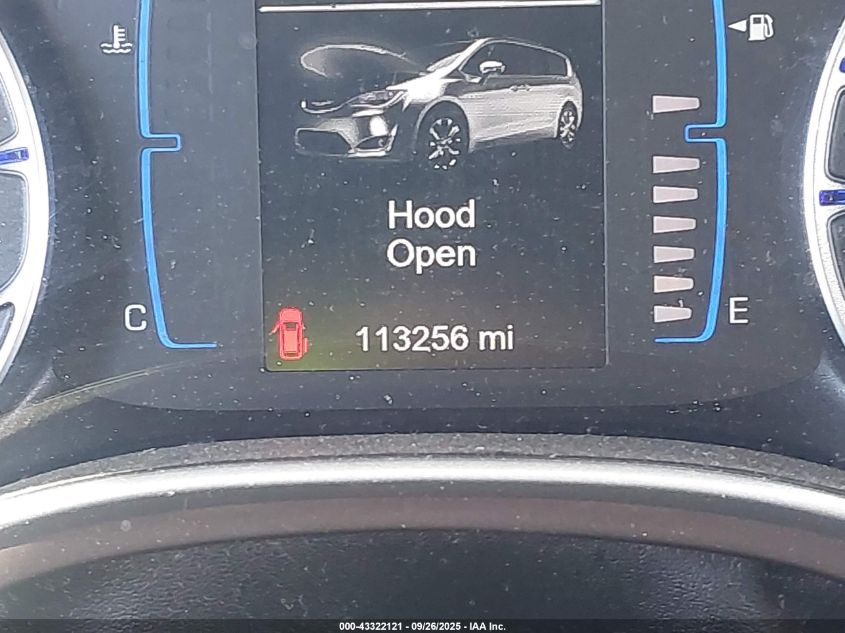 Hood
Open
C
E
113256 mi
000-43322121 - 09/26/2025 - IAA Inc.